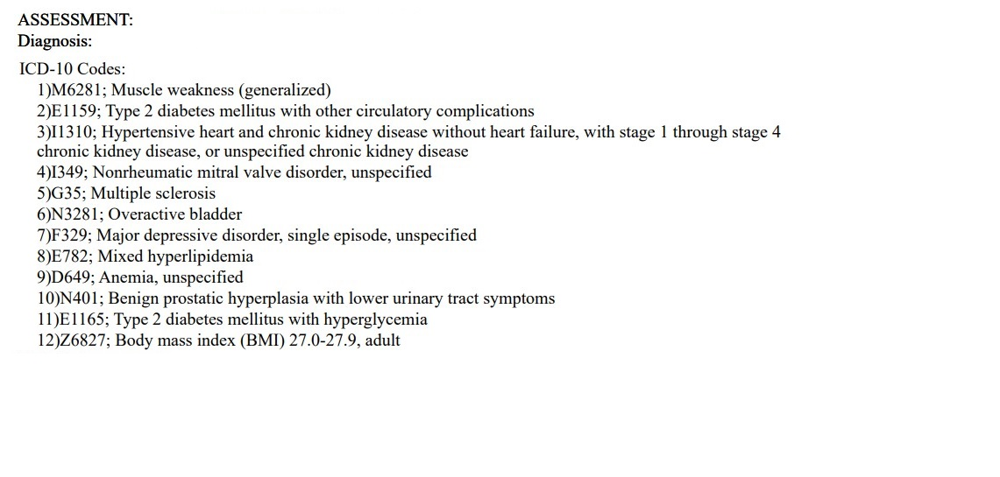 ASSESSMENT:
Diagnosis:
ICD-10 Codes:
1)M6281; Muscle weakness (generalized)
2)E1159; Type 2 diabetes mellitus with other circulatory complications
3)I1310; Hypertensive heart and chronic kidney disease without heart failure, with stage 1 through stage 4
chronic kidney disease, or unspecified chronic kidney disease
4)I349; Nonrheumatic mitral valve disorder, unspecified
5)G35; Multiple sclerosis
6)N3281; Overactive bladder
7)F329; Major depressive disorder, single episode, unspecified
8)E782; Mixed hyperlipidemia
9)D649; Anemia, unspecified
10)N401; Benign prostatic hyperplasia with lower urinary tract symptoms
11)E1165; Type 2 diabetes mellitus with hyperglycemia
12)Z6827; Body mass index (BMI) 27.0-27.9, adult